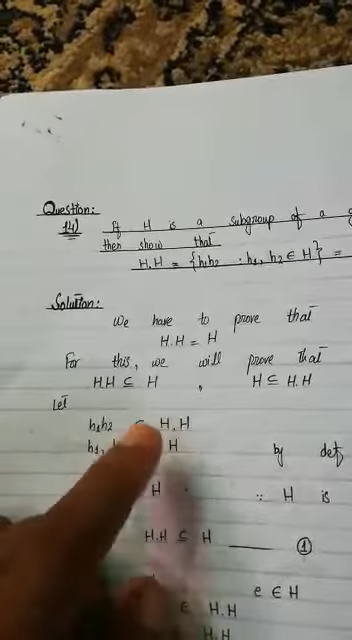 Question:
14) If H is a subgroup of a
then show that
H.H = {h1h2 : h1, h2 ∈ H} =
Solution:
We have to prove that
H.H = H
For this, we will prove that
H.H ⊆ H , H ⊆ H.H
Let
h1h2 ∈ H.H
h1, H by def
H ∵ H is
H.H ⊆ H ——— ①
e ∈ H
∈ H.H
H.H